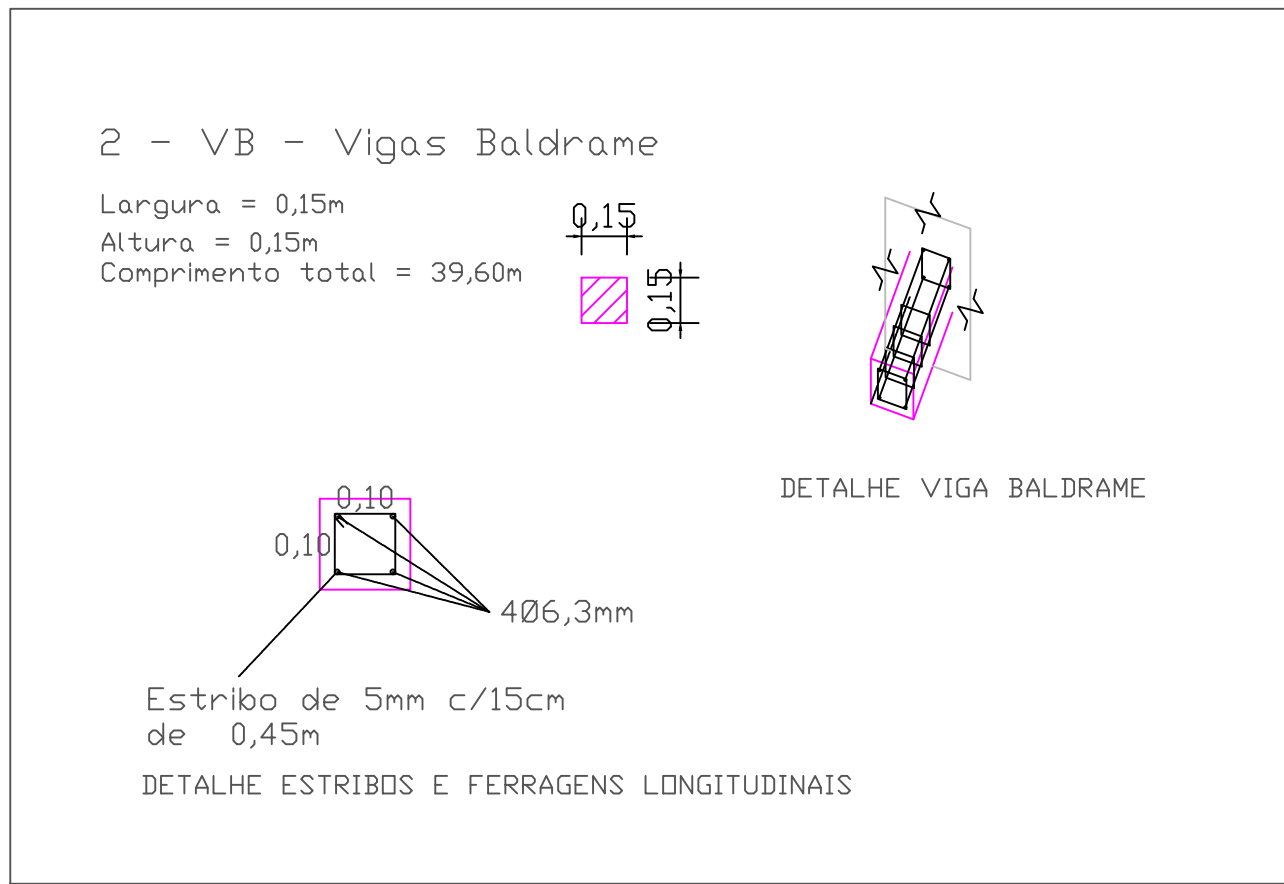 2 - VB - Vigas Baldrame
Largura = 0,15m
Altura = 0,15m
Comprimento total = 39,60m
0,15
0,15
DETALHE VIGA BALDRAME
0,10
0,10
4Ø6,3mm
Estribo de 5mm c/15cm
de 0,45m
DETALHE ESTRIBOS E FERRAGENS LONGITUDINAIS